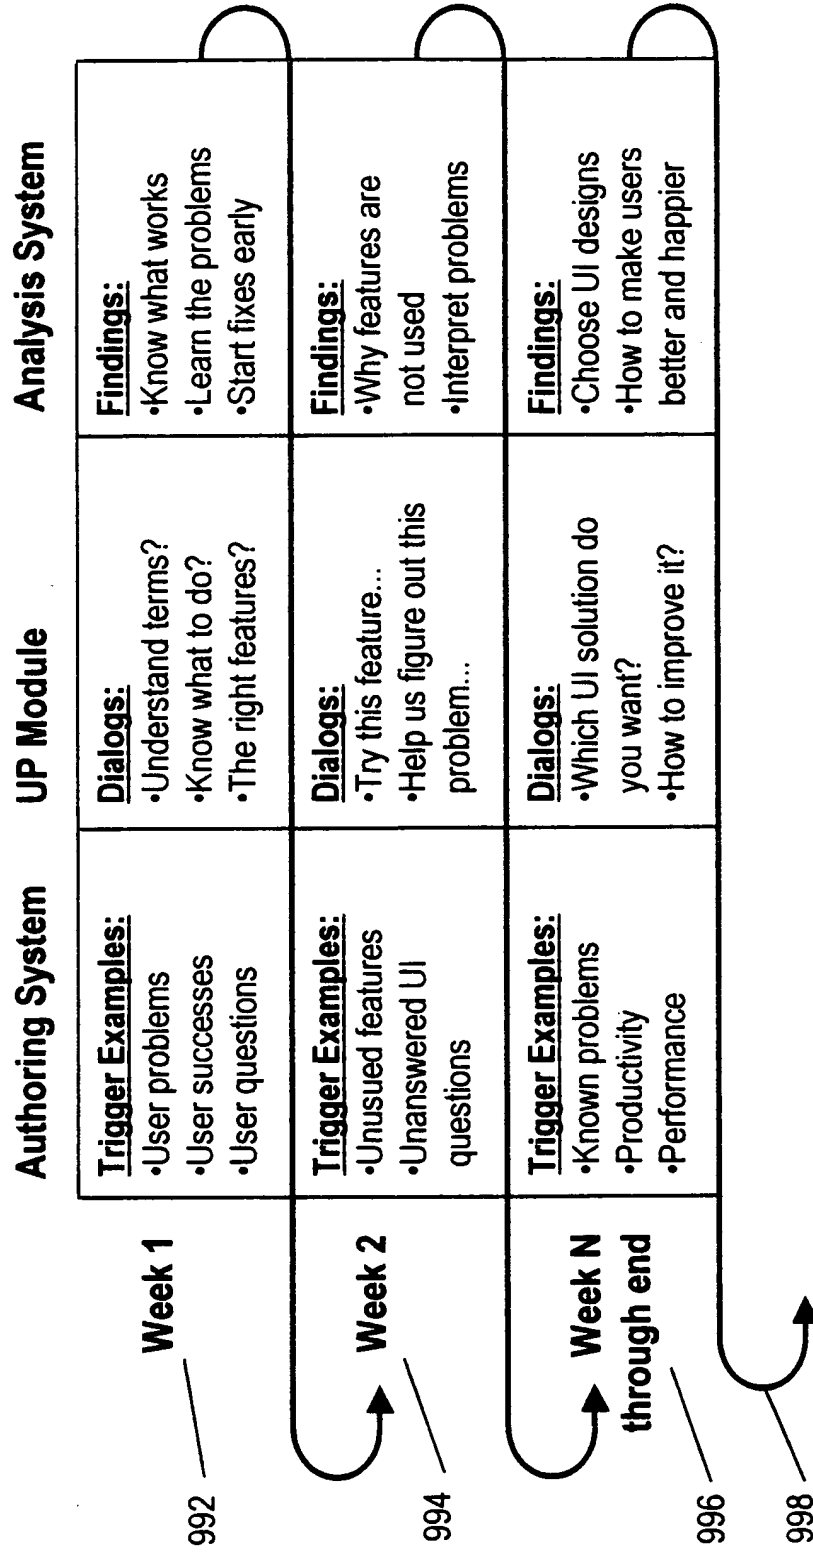 Authoring System
UP Module
Analysis System
Week 1
Trigger Examples:
•User problems
•User successes
•User questions
Dialogs:
•Understand terms?
•Know what to do?
•The right features?
Findings:
•Know what works
•Learn the problems
•Start fixes early
992
Week 2
Trigger Examples:
•Unusued features
•Unanswered UI
questions
Dialogs:
•Try this feature...
•Help us figure out this
problem...
Findings:
•Why features are
not used
•Interpret problems
994
Week N
through end
Trigger Examples:
•Known problems
•Productivity
•Performance
Dialogs:
•Which UI solution do
you want?
•How to improve it?
Findings:
•Choose UI designs
•How to make users
better and happier
996
998